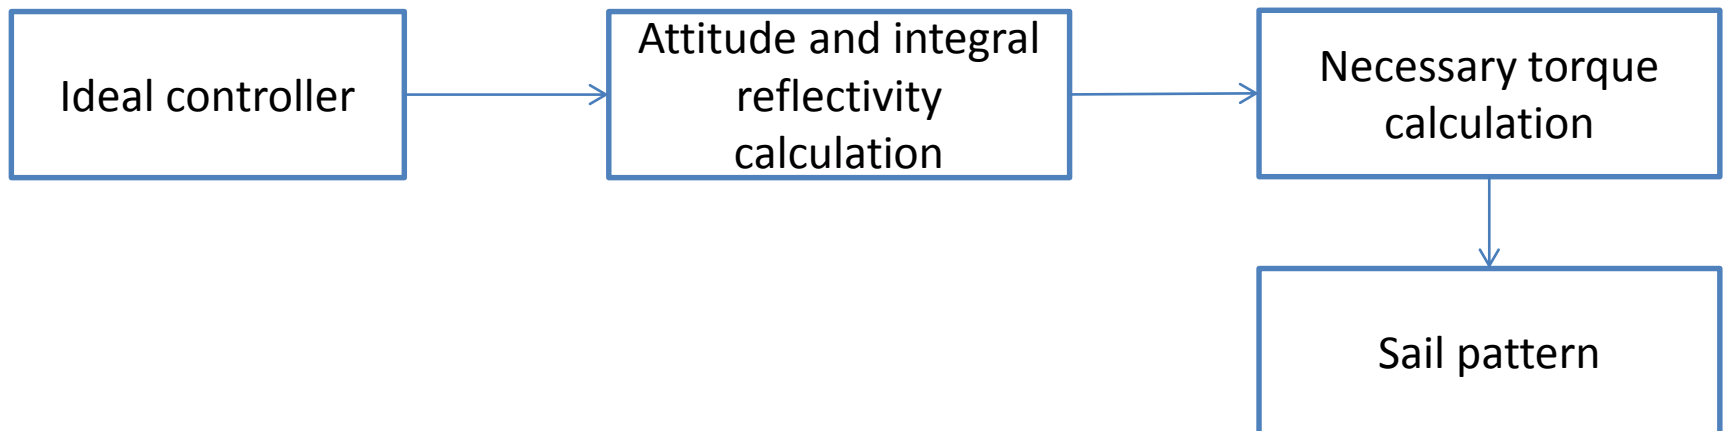 Ideal controller
Attitude and integral
reflectivity
calculation
Necessary torque
calculation
Sail pattern